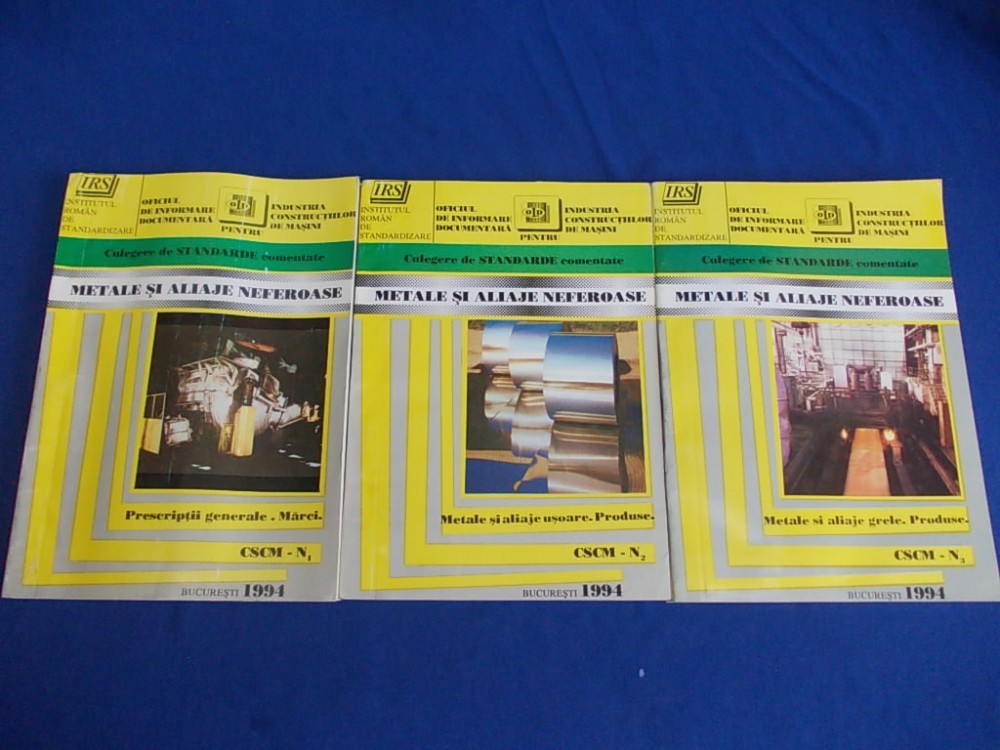 IRS
INSTITUTUL
ROMÂN
DE
STANDARDIZARE
OFICIUL
DE INFORMARE
DOCUMENTARĂ
OID
PENTRU
INDUSTRIA
CONSTRUCȚIILOR
DE MAȘINI
Culegere de STANDARDE comentate
METALE ȘI ALIAJE NEFEROASE
Prescripții generale . Mărci.
CSCM - N1
BUCUREȘTI 1994
IRS
INSTITUTUL
ROMÂN
DE
STANDARDIZARE
OFICIUL
DE INFORMARE
DOCUMENTARĂ
OID
PENTRU
INDUSTRIA
CONSTRUCȚIILOR
DE MAȘINI
Culegere de STANDARDE comentate
METALE ȘI ALIAJE NEFEROASE
Metale și aliaje ușoare. Produse.
CSCM - N2
BUCUREȘTI 1994
IRS
INSTITUTUL
ROMÂN
DE
STANDARDIZARE
OFICIUL
DE INFORMARE
DOCUMENTARĂ
OID
PENTRU
INDUSTRIA
CONSTRUCȚIILOR
DE MAȘINI
Culegere de STANDARDE comentate
METALE ȘI ALIAJE NEFEROASE
Metale si aliaje grele. Produse.
CSCM - N3
BUCUREȘTI 1994